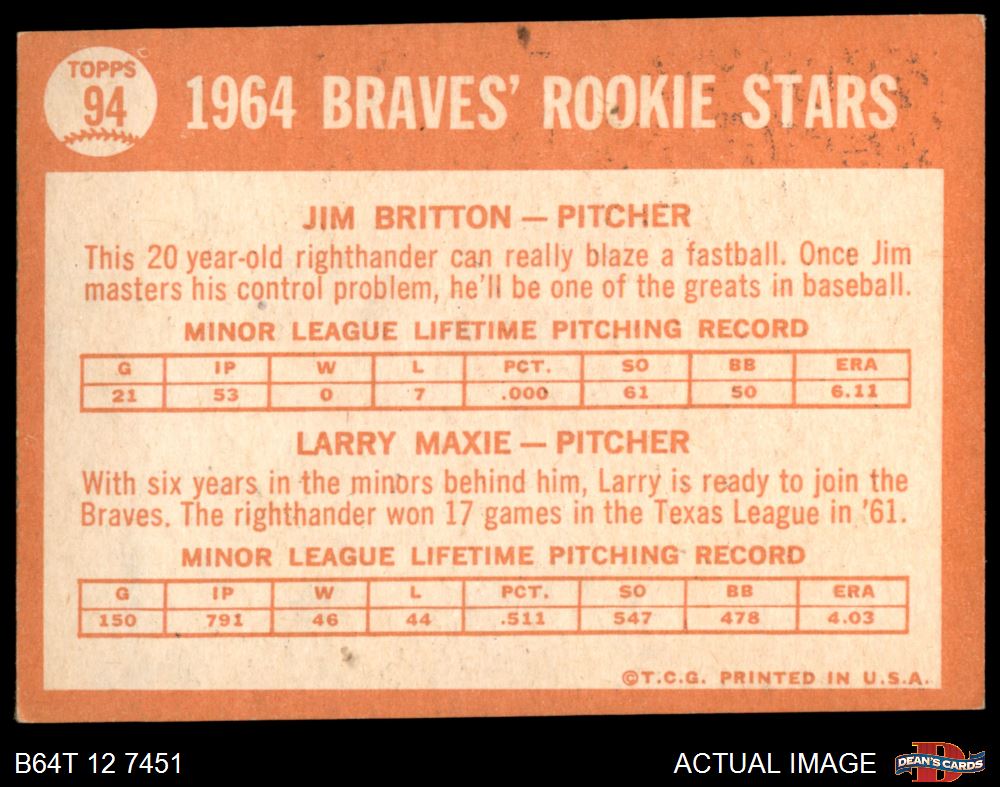 TOPPS
94
1964 BRAVES' ROOKIE STARS
JIM BRITTON — PITCHER
This 20 year-old righthander can really blaze a fastball. Once Jim
masters his control problem, he'll be one of the greats in baseball.
MINOR LEAGUE LIFETIME PITCHING RECORD
G IP W L PCT. SO BB ERA
21 53 0 7 .000 61 50 6.11
LARRY MAXIE — PITCHER
With six years in the minors behind him, Larry is ready to join the
Braves. The righthander won 17 games in the Texas League in '61.
MINOR LEAGUE LIFETIME PITCHING RECORD
G IP W L PCT. SO BB ERA
150 791 46 44 .511 547 478 4.03
©T.C.G. PRINTED IN U.S.A.
B64T 12 7451
ACTUAL IMAGE
DEAN'S CARDS